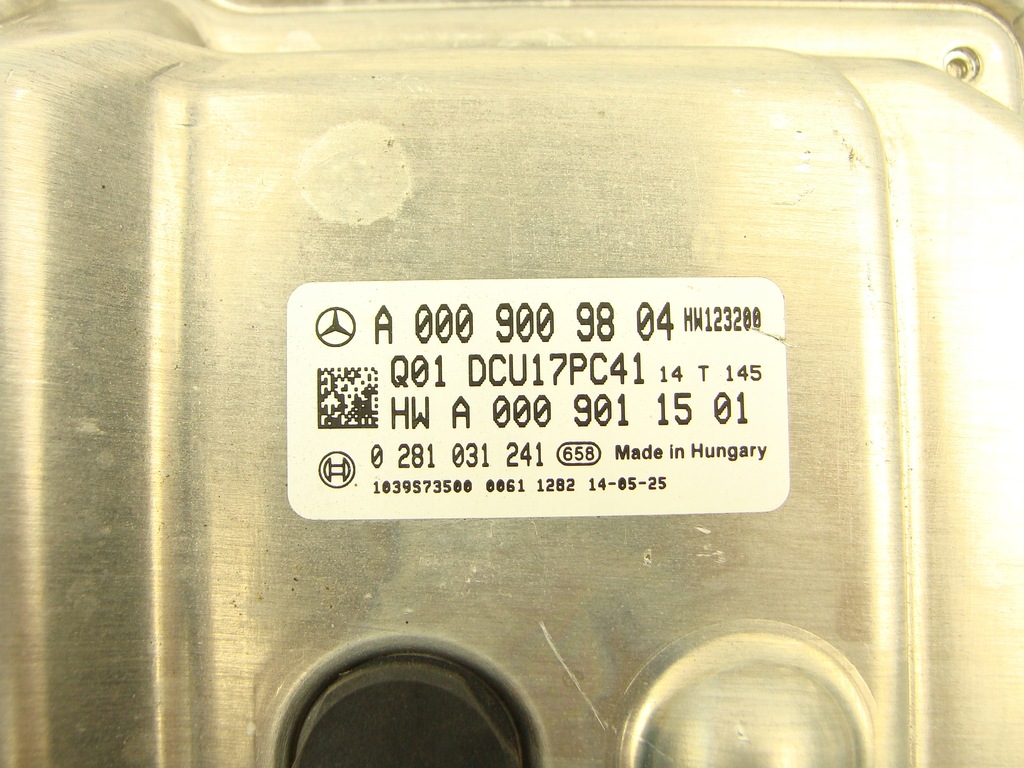 A 000 900 98 04 HW123200
Q01 DCU17PC41 14 T 145
HW A 000 901 15 01
0 281 031 241 658 Made in Hungary
1039S73500 0061 1282 14-05-25